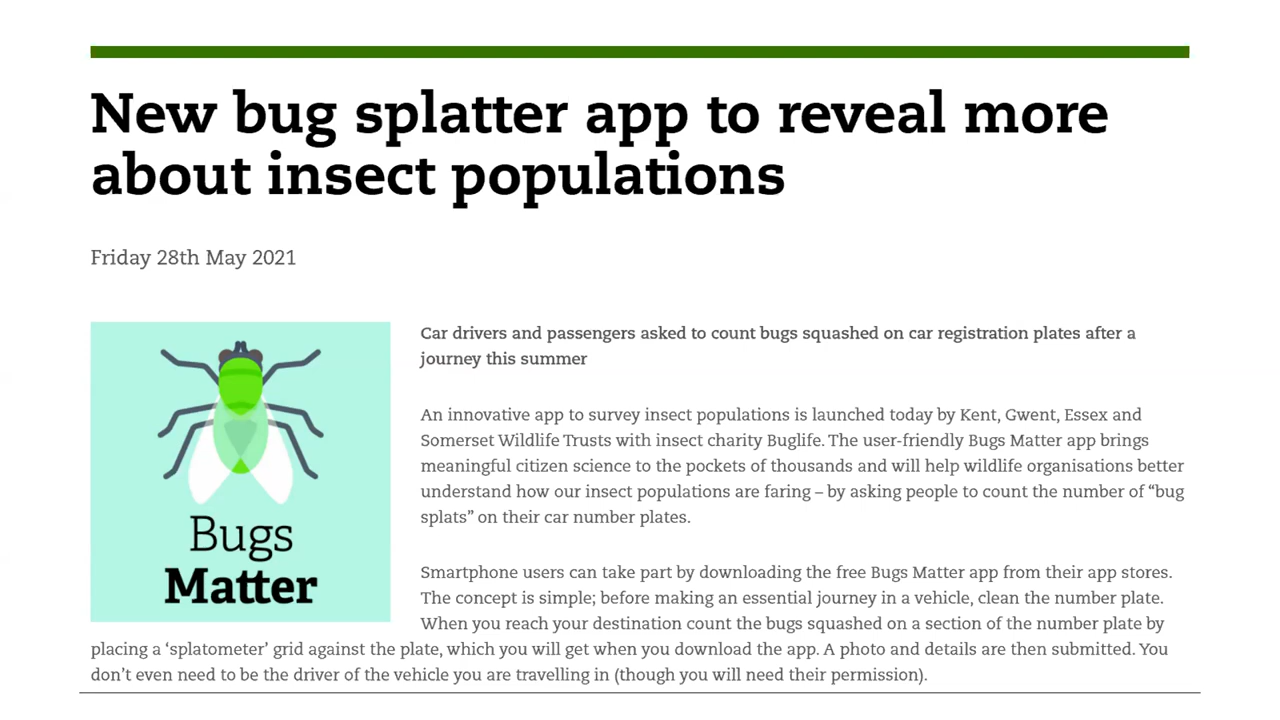 New bug splatter app to reveal more
about insect populations
Friday 28th May 2021
Bugs
Matter
Car drivers and passengers asked to count bugs squashed on car registration plates after a
journey this summer
An innovative app to survey insect populations is launched today by Kent, Gwent, Essex and
Somerset Wildlife Trusts with insect charity Buglife. The user-friendly Bugs Matter app brings
meaningful citizen science to the pockets of thousands and will help wildlife organisations better
understand how our insect populations are faring – by asking people to count the number of “bug
splats” on their car number plates.
Smartphone users can take part by downloading the free Bugs Matter app from their app stores.
The concept is simple; before making an essential journey in a vehicle, clean the number plate.
When you reach your destination count the bugs squashed on a section of the number plate by
placing a ‘splatometer’ grid against the plate, which you will get when you download the app. A photo and details are then submitted. You
don’t even need to be the driver of the vehicle you are travelling in (though you will need their permission).